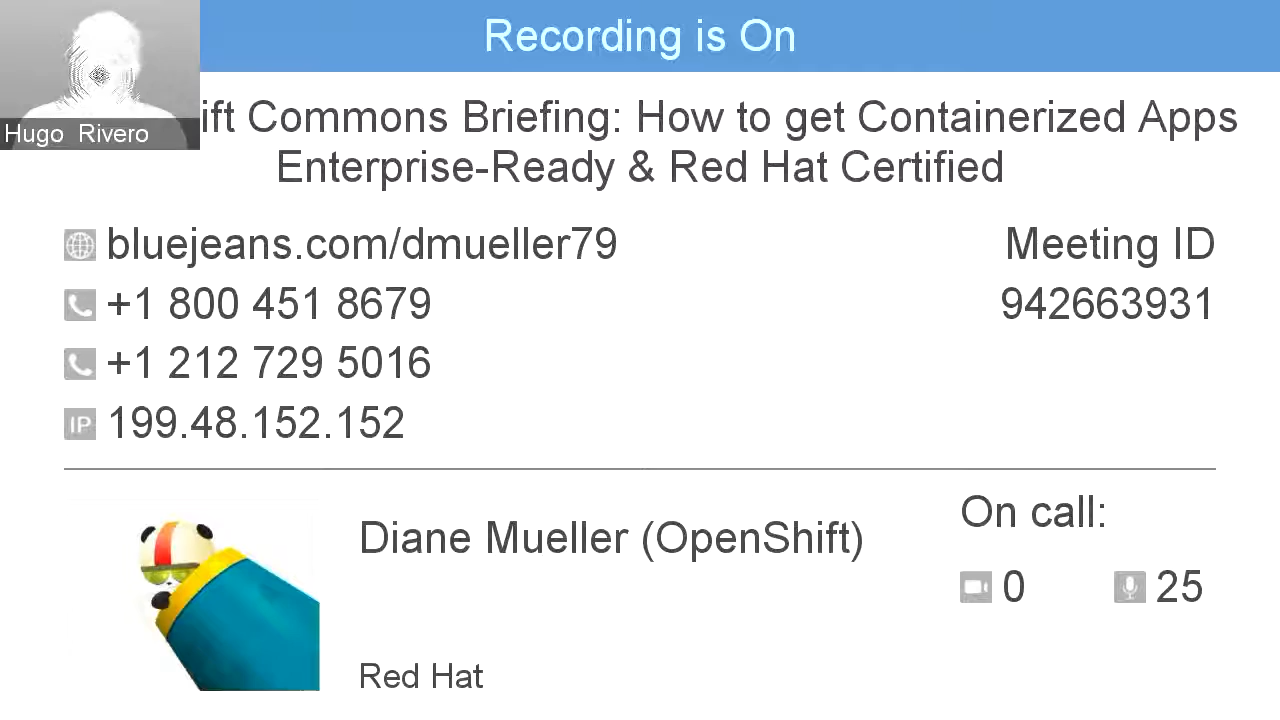 Recording is On
Hugo Rivero
ift Commons Briefing: How to get Containerized Apps
Enterprise-Ready & Red Hat Certified
bluejeans.com/dmueller79
Meeting ID
+1 800 451 8679
942663931
+1 212 729 5016
IP 199.48.152.152
Diane Mueller (OpenShift)
On call:
0 25
Red Hat